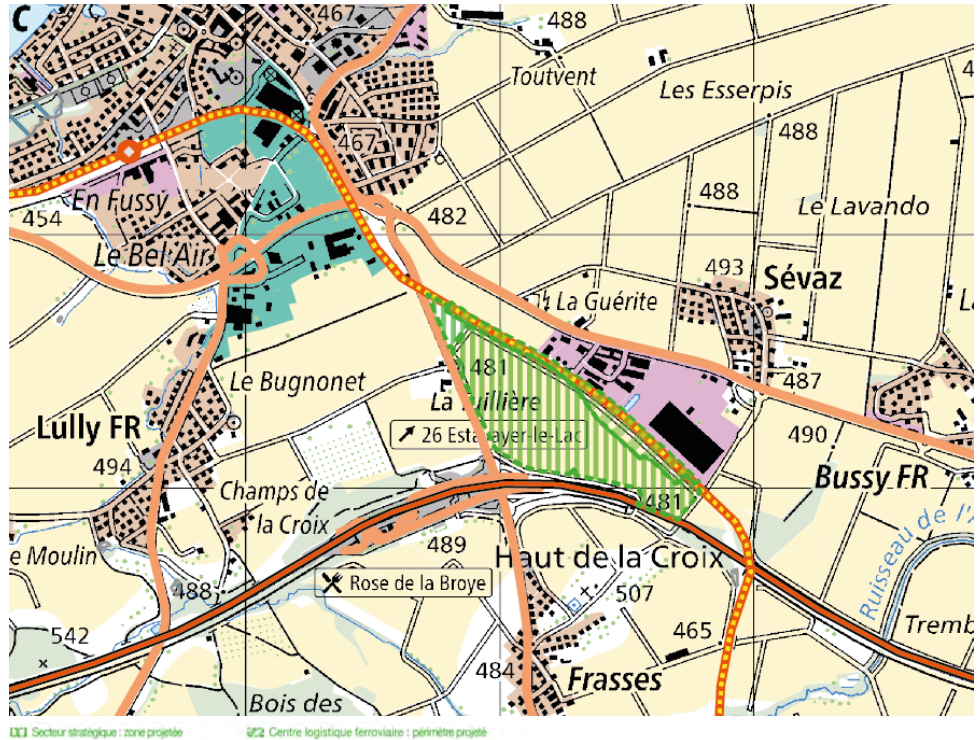 C
467
488
Toutvent
Les Esserpis
488
467
En Fussy
454
482
488
Le Lavando
Le Bel Air
493
Sévaz
La Guérite
481
487
Le Bugnonet
La
26 Estavayer-le-Lac
Lully FR
494
490
Bussy FR
Champs de
la Croix
481
e Moulin
489
Haut de la Croix
Ruisseau de l'
Rose de la Broye
488
507
542
465
Tremb
484
Frasses
Bois des
Secteur stratégique : zone projetée
Centre logistique ferroviaire : périmètre projeté